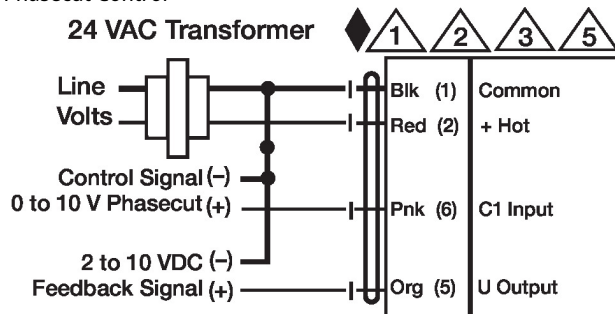 Phasecut Control
24 VAC Transformer
1 2 3 5
Line
Volts
Blk (1) Common
Red (2) + Hot
Control Signal (–)
0 to 10 V Phasecut (+)
Pnk (6) C1 Input
2 to 10 VDC (–)
Feedback Signal (+)
Org (5) U Output